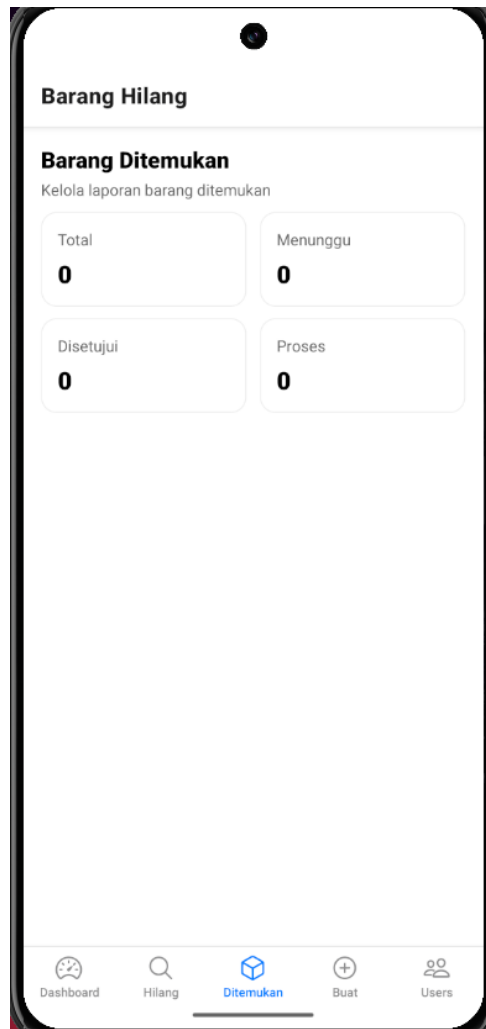 Barang Hilang
Barang Ditemukan
Kelola laporan barang ditemukan
Total
0
Menunggu
0
Disetujui
0
Proses
0
Dashboard
Hilang
Ditemukan
Buat
Users